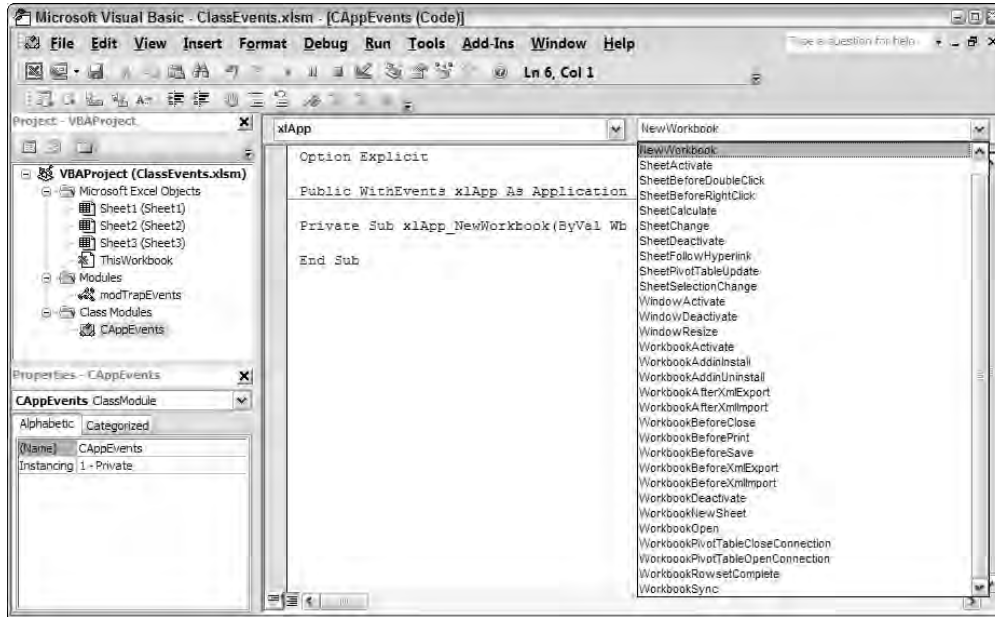 Microsoft Visual Basic - ClassEvents.xlsm - [CAppEvents (Code)]
File Edit View Insert Format Debug Run Tools Add-Ins Window Help
Type a question for help
Ln 6, Col 1
Project - VBAProject
VBAProject (ClassEvents.xlsm)
Microsoft Excel Objects
Sheet1 (Sheet1)
Sheet2 (Sheet2)
Sheet3 (Sheet3)
ThisWorkbook
Modules
modTrapEvents
Class Modules
CAppEvents
Properties - CAppEvents
CAppEvents ClassModule
Alphabetic Categorized
(Name) CAppEvents
Instancing 1 - Private
xlApp
NewWorkbook
Option Explicit
Public WithEvents xlApp As Application
Private Sub xlApp_NewWorkbook(ByVal Wb
End Sub
NewWorkbook
SheetActivate
SheetBeforeDoubleClick
SheetBeforeRightClick
SheetCalculate
SheetChange
SheetDeactivate
SheetFollowHyperlink
SheetPivotTableUpdate
SheetSelectionChange
WindowActivate
WindowDeactivate
WindowResize
WorkbookActivate
WorkbookAddinInstall
WorkbookAddinUninstall
WorkbookAfterXmlExport
WorkbookAfterXmlImport
WorkbookBeforeClose
WorkbookBeforePrint
WorkbookBeforeSave
WorkbookBeforeXmlExport
WorkbookBeforeXmlImport
WorkbookDeactivate
WorkbookNewSheet
WorkbookOpen
WorkbookPivotTableCloseConnection
WorkbookPivotTableOpenConnection
WorkbookRowsetComplete
WorkbookSync